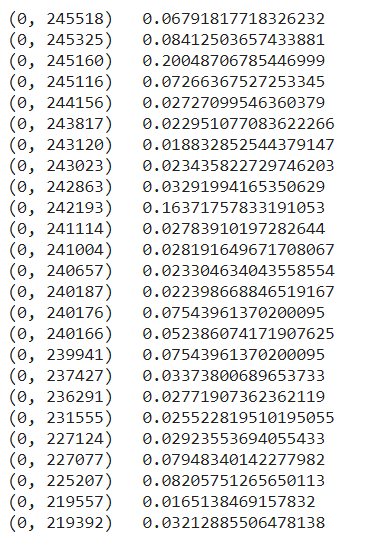 (0, 245518)	0.06791817718326232
(0, 245325)	0.08412503657433881
(0, 245160)	0.20048706785446999
(0, 245116)	0.07266367527253345
(0, 244156)	0.02727099546360379
(0, 243817)	0.022951077083622266
(0, 243120)	0.018832852544379147
(0, 243023)	0.023435822729746203
(0, 242863)	0.03291994165350629
(0, 242193)	0.16371757833191053
(0, 241114)	0.02783910197282644
(0, 241004)	0.028191649671708067
(0, 240657)	0.023304634043558554
(0, 240187)	0.022398668846519167
(0, 240176)	0.07543961370200095
(0, 240166)	0.052386074171907625
(0, 239941)	0.07543961370200095
(0, 237427)	0.03373800689653733
(0, 236291)	0.02771907362362119
(0, 231555)	0.025522819510195055
(0, 227124)	0.02923553694055433
(0, 227077)	0.07948340142277982
(0, 225207)	0.08205751265650113
(0, 219557)	0.0165138469157832
(0, 219392)	0.03212885506478138